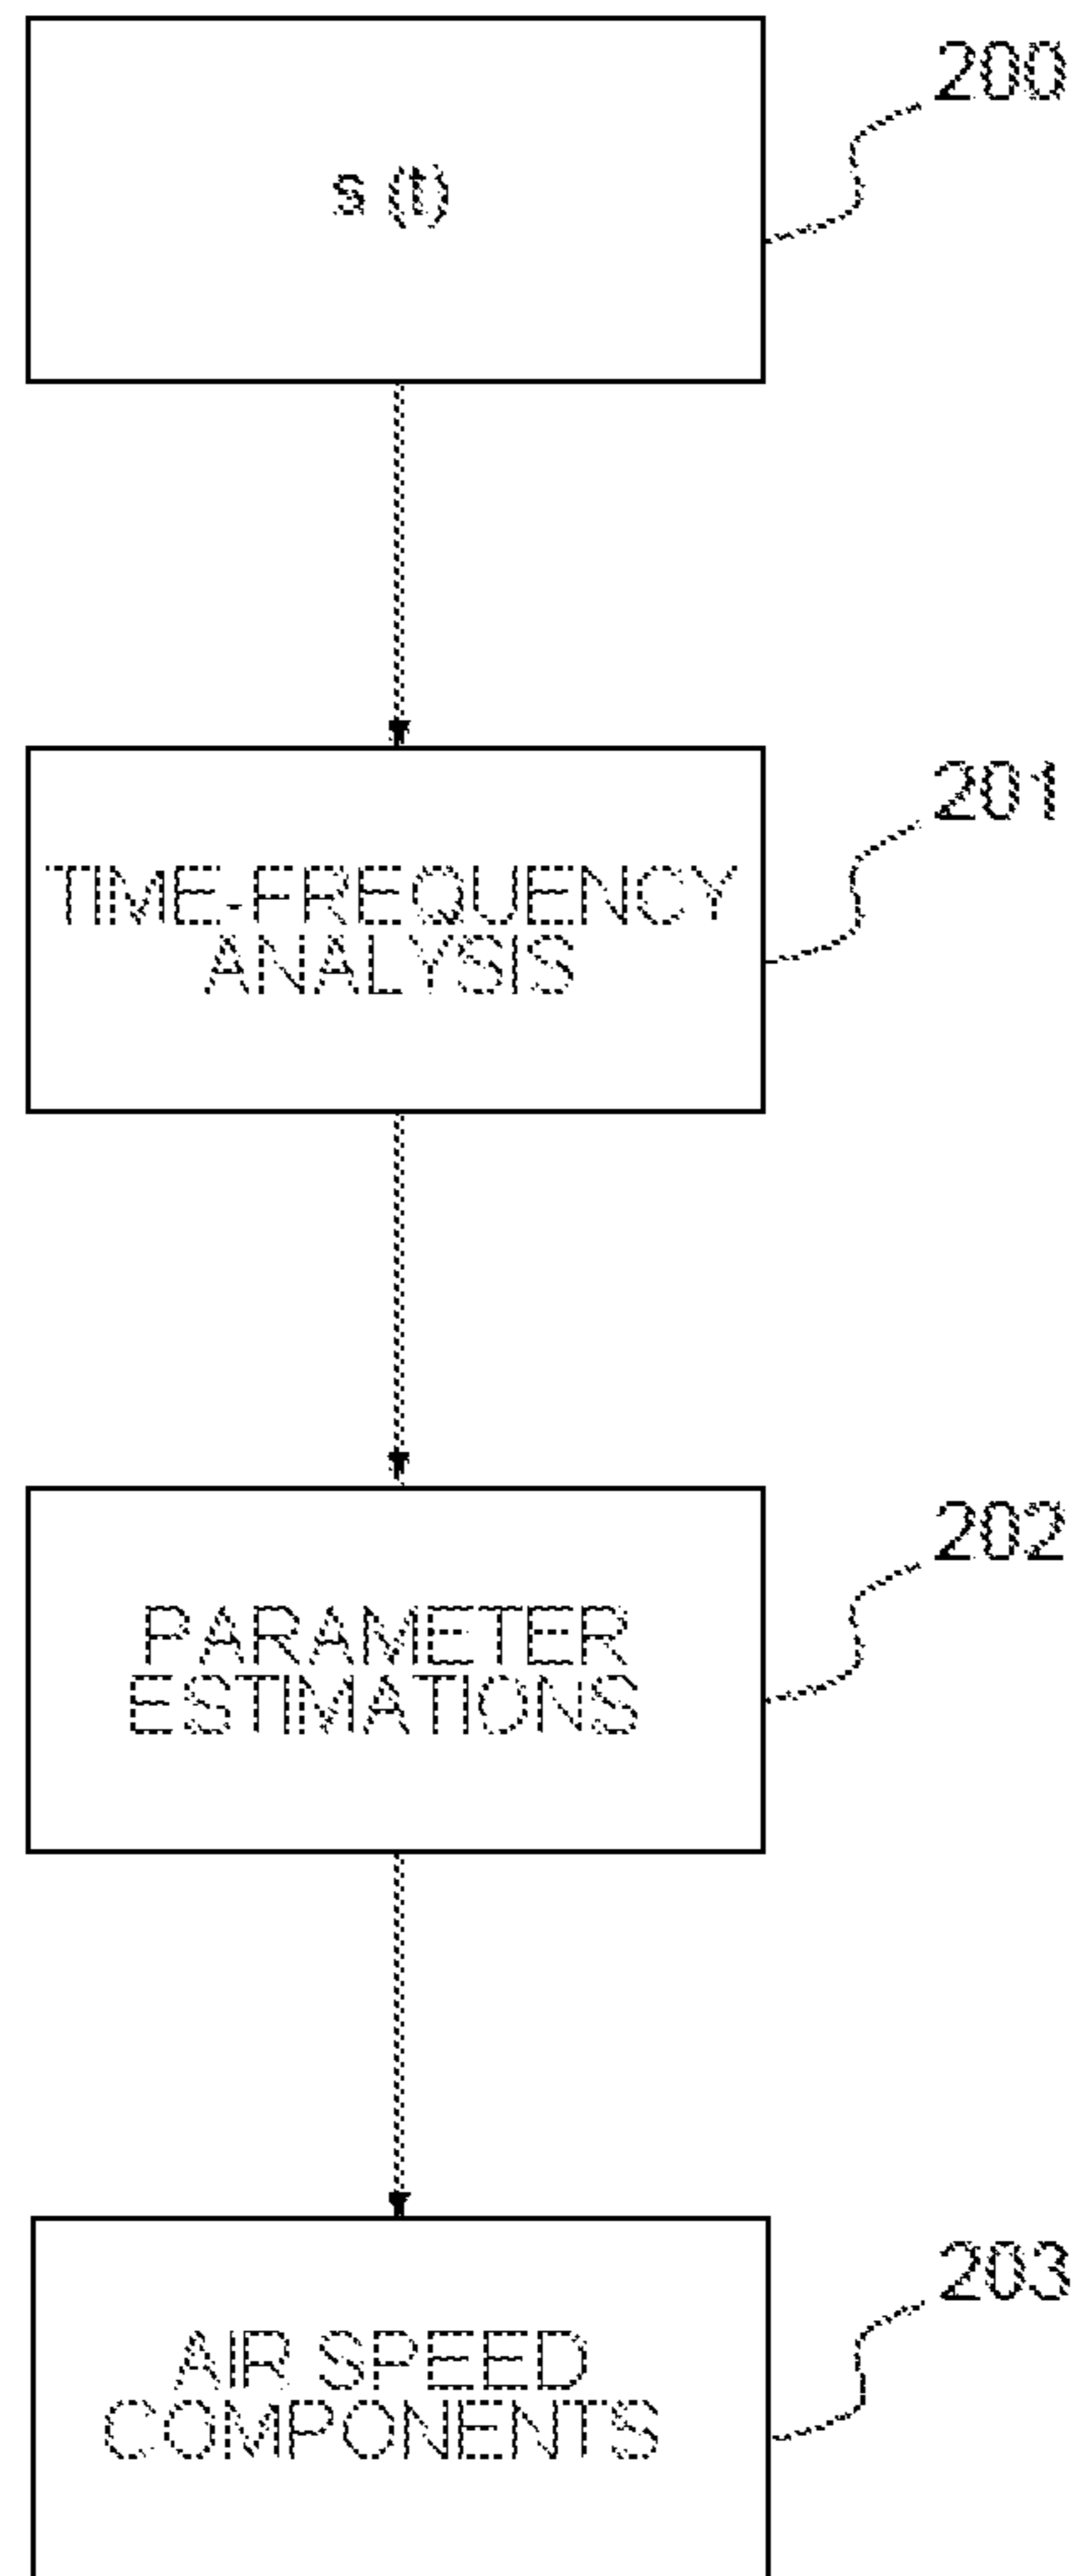 200
s (t)
201
TIME-FREQUENCY
ANALYSIS
202
PARAMETER
ESTIMATIONS
203
AIR SPEED
COMPONENTS